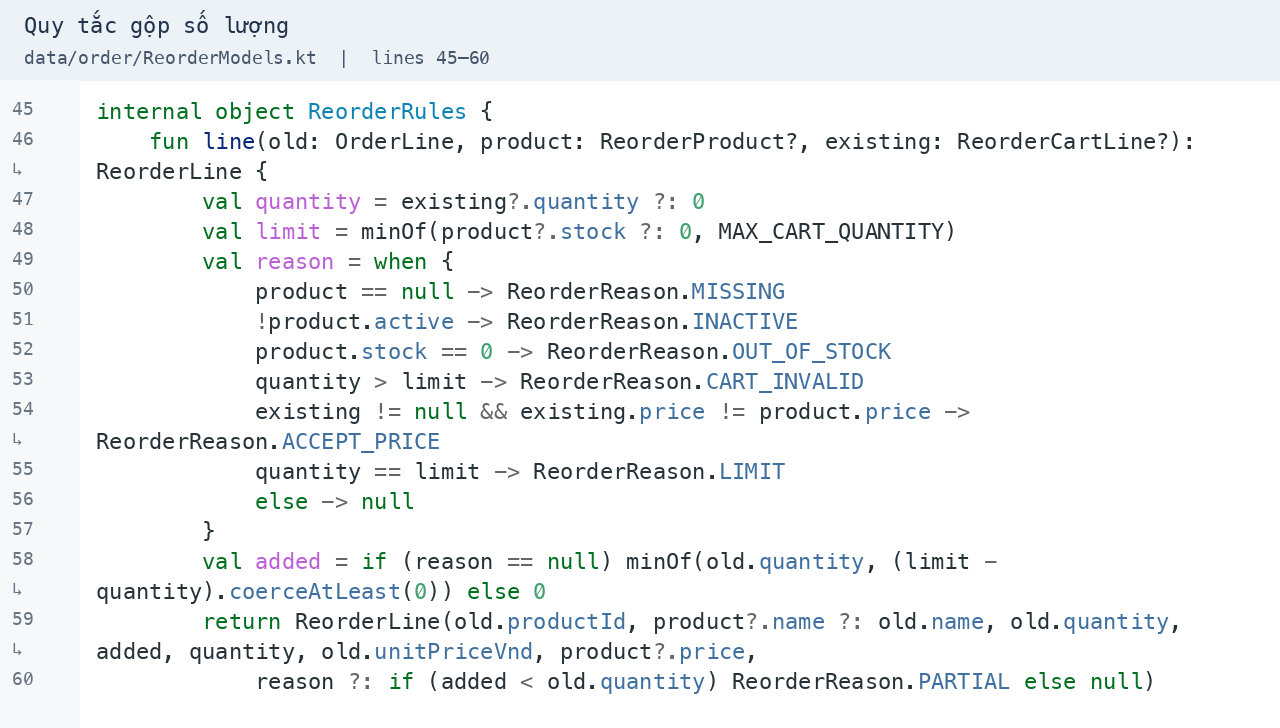 Quy tắc gộp số lượng
data/order/ReorderModels.kt  |  lines 45–60
45 internal object ReorderRules {
46     fun line(old: OrderLine, product: ReorderProduct?, existing: ReorderCartLine?):
↳ ReorderLine {
47         val quantity = existing?.quantity ?: 0
48         val limit = minOf(product?.stock ?: 0, MAX_CART_QUANTITY)
49         val reason = when {
50             product == null -> ReorderReason.MISSING
51             !product.active -> ReorderReason.INACTIVE
52             product.stock == 0 -> ReorderReason.OUT_OF_STOCK
53             quantity > limit -> ReorderReason.CART_INVALID
54             existing != null && existing.price != product.price ->
↳ ReorderReason.ACCEPT_PRICE
55             quantity == limit -> ReorderReason.LIMIT
56             else -> null
57         }
58         val added = if (reason == null) minOf(old.quantity, (limit -
↳ quantity).coerceAtLeast(0)) else 0
59         return ReorderLine(old.productId, product?.name ?: old.name, old.quantity,
↳ added, quantity, old.unitPriceVnd, product?.price,
60             reason ?: if (added < old.quantity) ReorderReason.PARTIAL else null)